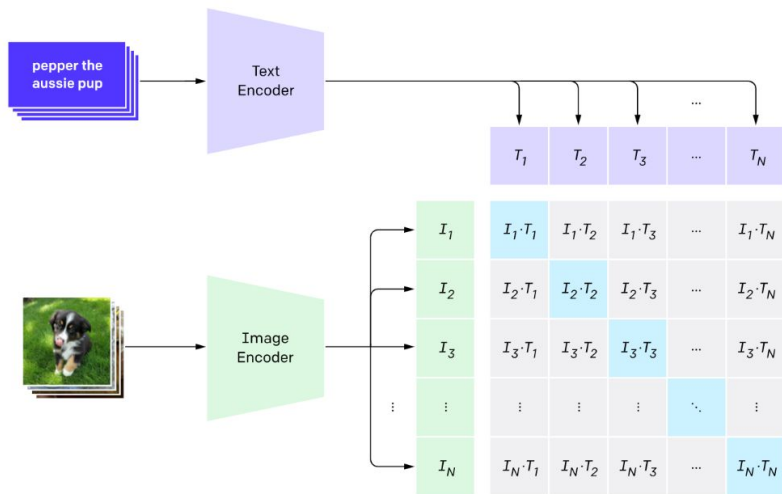 pepper the
aussie pup
Text
Encoder
...
T1 T2 T3 ... TN
I1 I1·T1 I1·T2 I1·T3 ... I1·TN
I2 I2·T1 I2·T2 I2·T3 ... I2·TN
Image
Encoder
I3 I3·T1 I3·T2 I3·T3 ... I3·TN
⋮ ⋮ ⋮ ⋮ ⋮ ⋱ ⋮
IN IN·T1 IN·T2 IN·T3 ... IN·TN